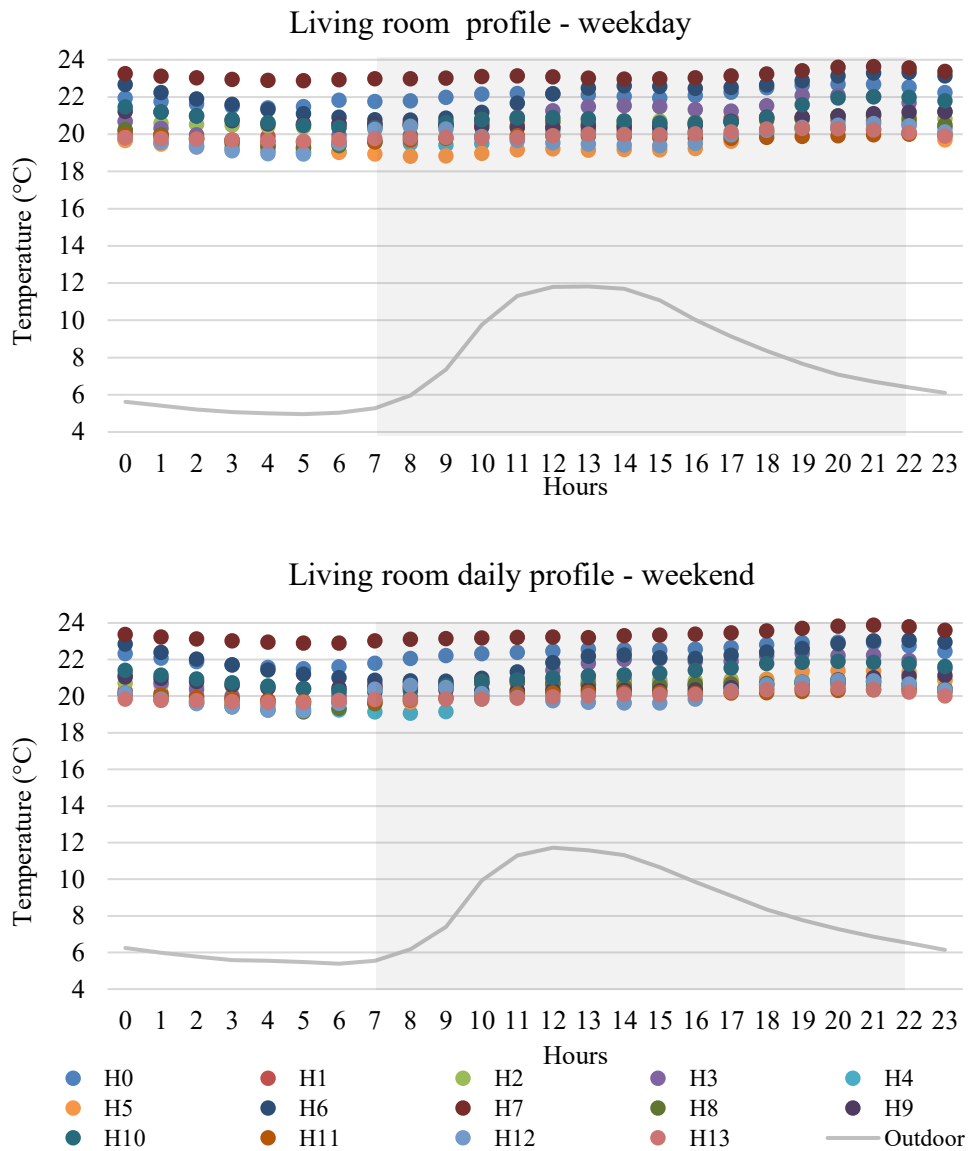 Living room  profile - weekday
24
22
20
18
16
14
12
10
8
6
4
Temperature (°C)
0 1 2 3 4 5 6 7 8 9 10 11 12 13 14 15 16 17 18 19 20 21 22 23
Hours
Living room daily profile - weekend
24
22
20
18
16
14
12
10
8
6
4
Temperature (°C)
0 1 2 3 4 5 6 7 8 9 10 11 12 13 14 15 16 17 18 19 20 21 22 23
Hours
H0 H1 H2 H3 H4
H5 H6 H7 H8 H9
H10 H11 H12 H13 Outdoor